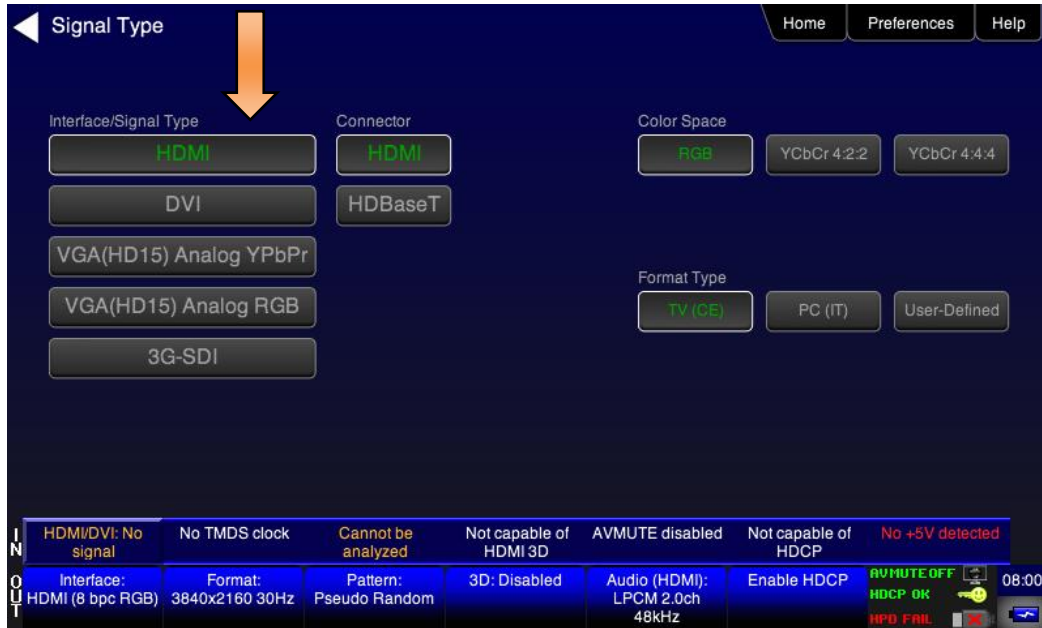 Signal Type
Home
Preferences
Help
Interface/Signal Type
Connector
Color Space
HDMI
HDMI
RGB
YCbCr 4:2:2
YCbCr 4:4:4
DVI
HDBaseT
VGA(HD15) Analog YPbPr
Format Type
VGA(HD15) Analog RGB
TV (CE)
PC (IT)
User-Defined
3G-SDI
IN
HDMI/DVI: No
signal
No TMDS clock
Cannot be
analyzed
Not capable of
HDMI 3D
AVMUTE disabled
Not capable of
HDCP
No +5V detected
OUT
Interface:
HDMI (8 bpc RGB)
Format:
3840x2160 30Hz
Pattern:
Pseudo Random
3D: Disabled
Audio (HDMI):
LPCM 2.0ch
48kHz
Enable HDCP
AVMUTE OFF
HDCP OK
HPD FAIL
08:00